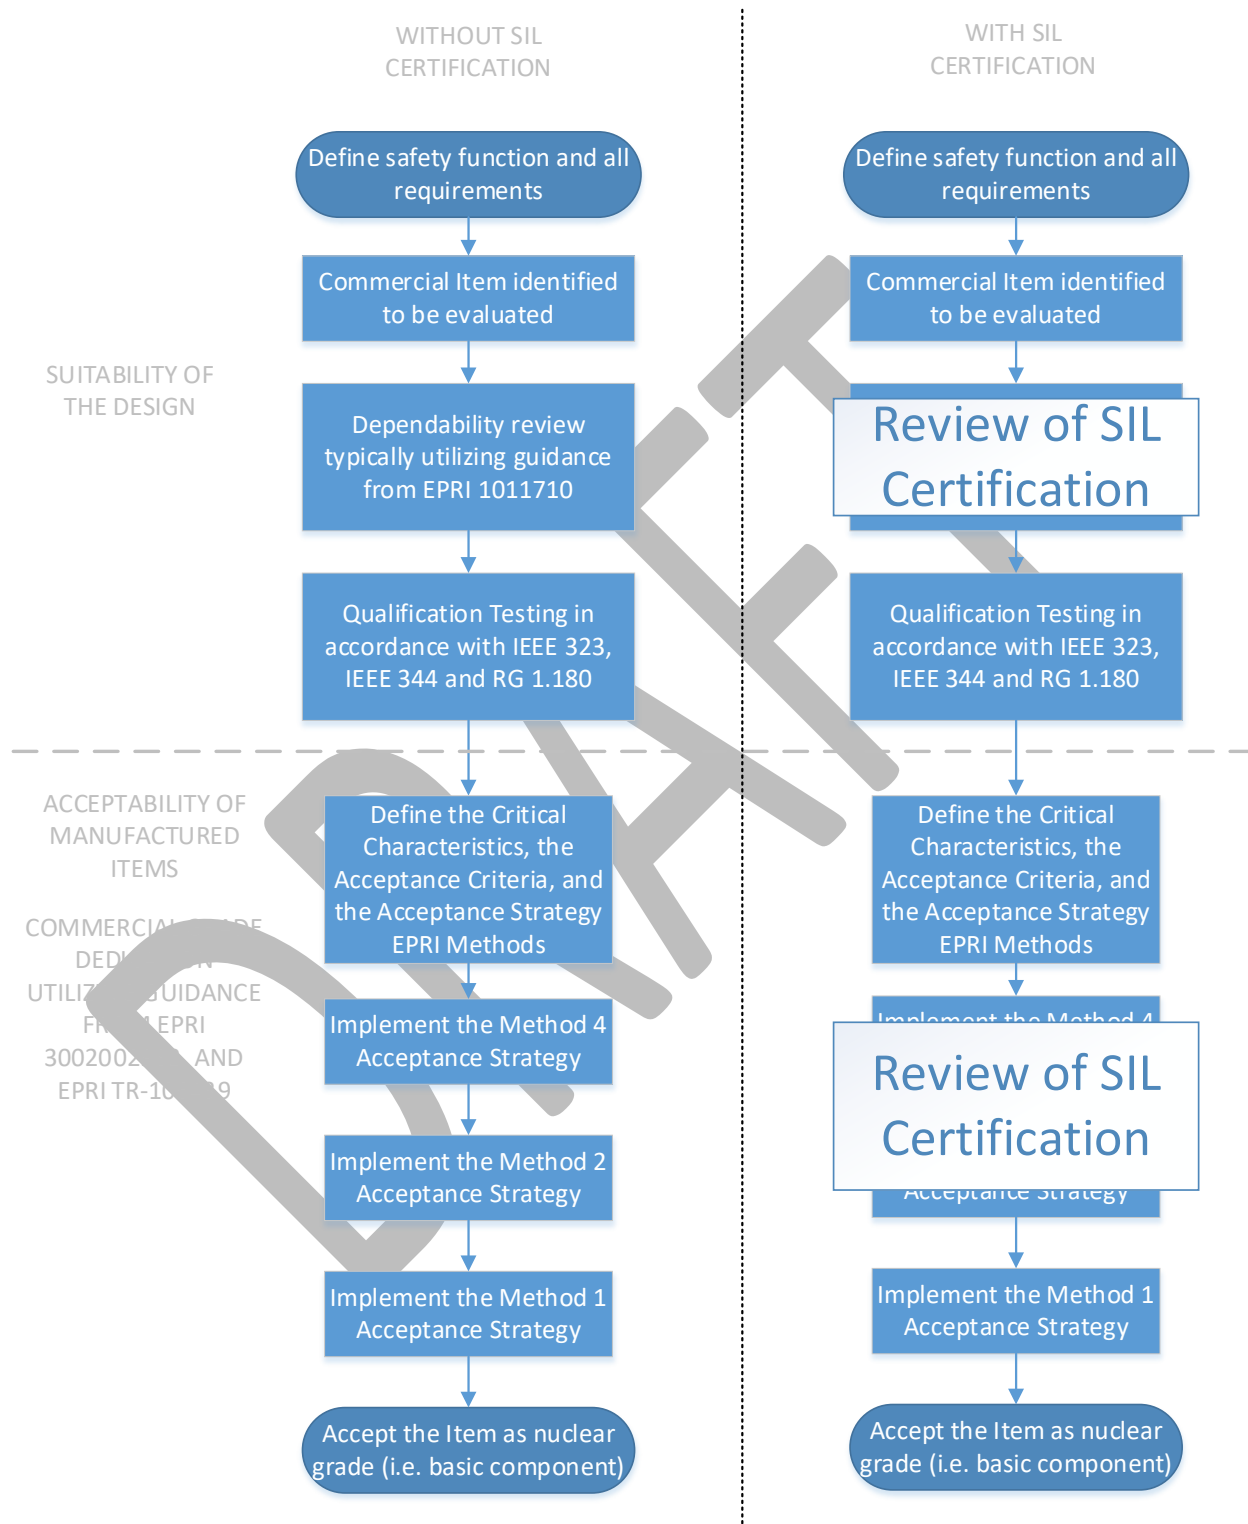 WITHOUT SIL
CERTIFICATION
WITH SIL
CERTIFICATION
Define safety function and all
requirements
Define safety function and all
requirements
Commercial Item identified
to be evaluated
Commercial Item identified
to be evaluated
SUITABILITY OF
THE DESIGN
Dependability review
typically utilizing guidance
from EPRI 1011710
Review of SIL
Certification
Qualification Testing in
accordance with IEEE 323,
IEEE 344 and RG 1.180
Qualification Testing in
accordance with IEEE 323,
IEEE 344 and RG 1.180
DRAFT
ACCEPTABILITY OF
MANUFACTURED
ITEMS
Define the Critical
Characteristics, the
Acceptance Criteria, and
the Acceptance Strategy
EPRI Methods
Define the Critical
Characteristics, the
Acceptance Criteria, and
the Acceptance Strategy
EPRI Methods
COMMERCIAL
GUIDANCE
EPRI
AND
EPRI
Implement the Method 4
Acceptance Strategy
Implement the Method 4
Review of SIL
Certification
Acceptance Strategy
Implement the Method 2
Acceptance Strategy
Implement the Method 1
Acceptance Strategy
Implement the Method 1
Acceptance Strategy
Accept the Item as nuclear
grade (i.e. basic component)
Accept the Item as nuclear
grade (i.e. basic component)